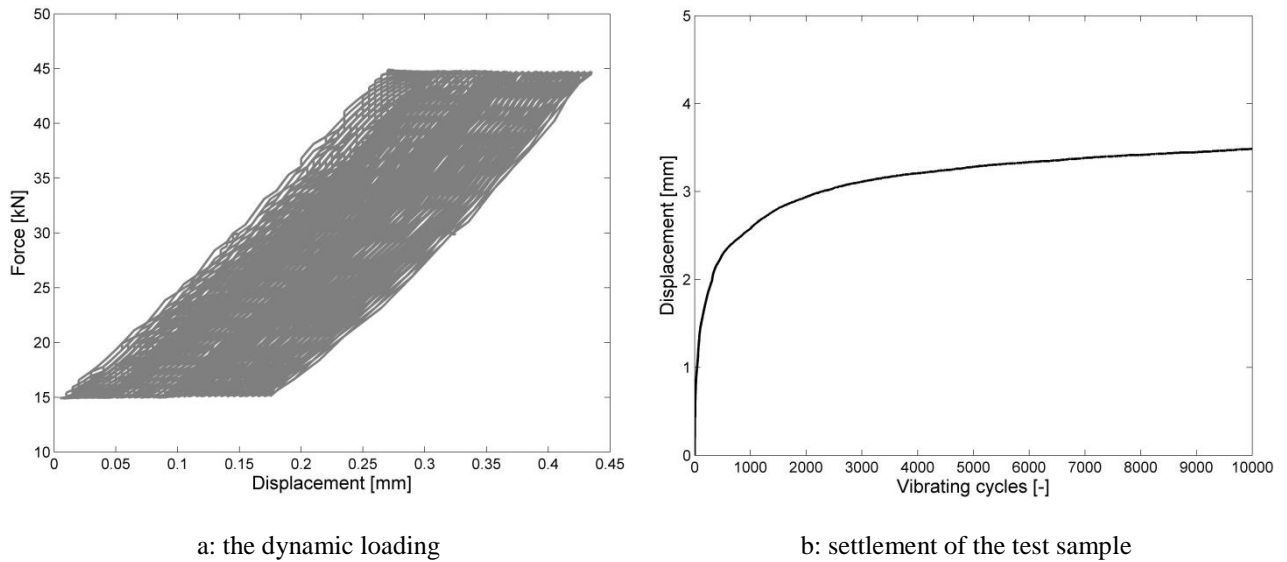 50
45
40
35
30
25
20
15
10
Force [kN]
0 0.05 0.1 0.15 0.2 0.25 0.3 0.35 0.4 0.45
Displacement [mm]
a: the dynamic loading
5
4
3
2
1
0
Displacement [mm]
0 1000 2000 3000 4000 5000 6000 7000 8000 9000 10000
Vibrating cycles [-]
b: settlement of the test sample